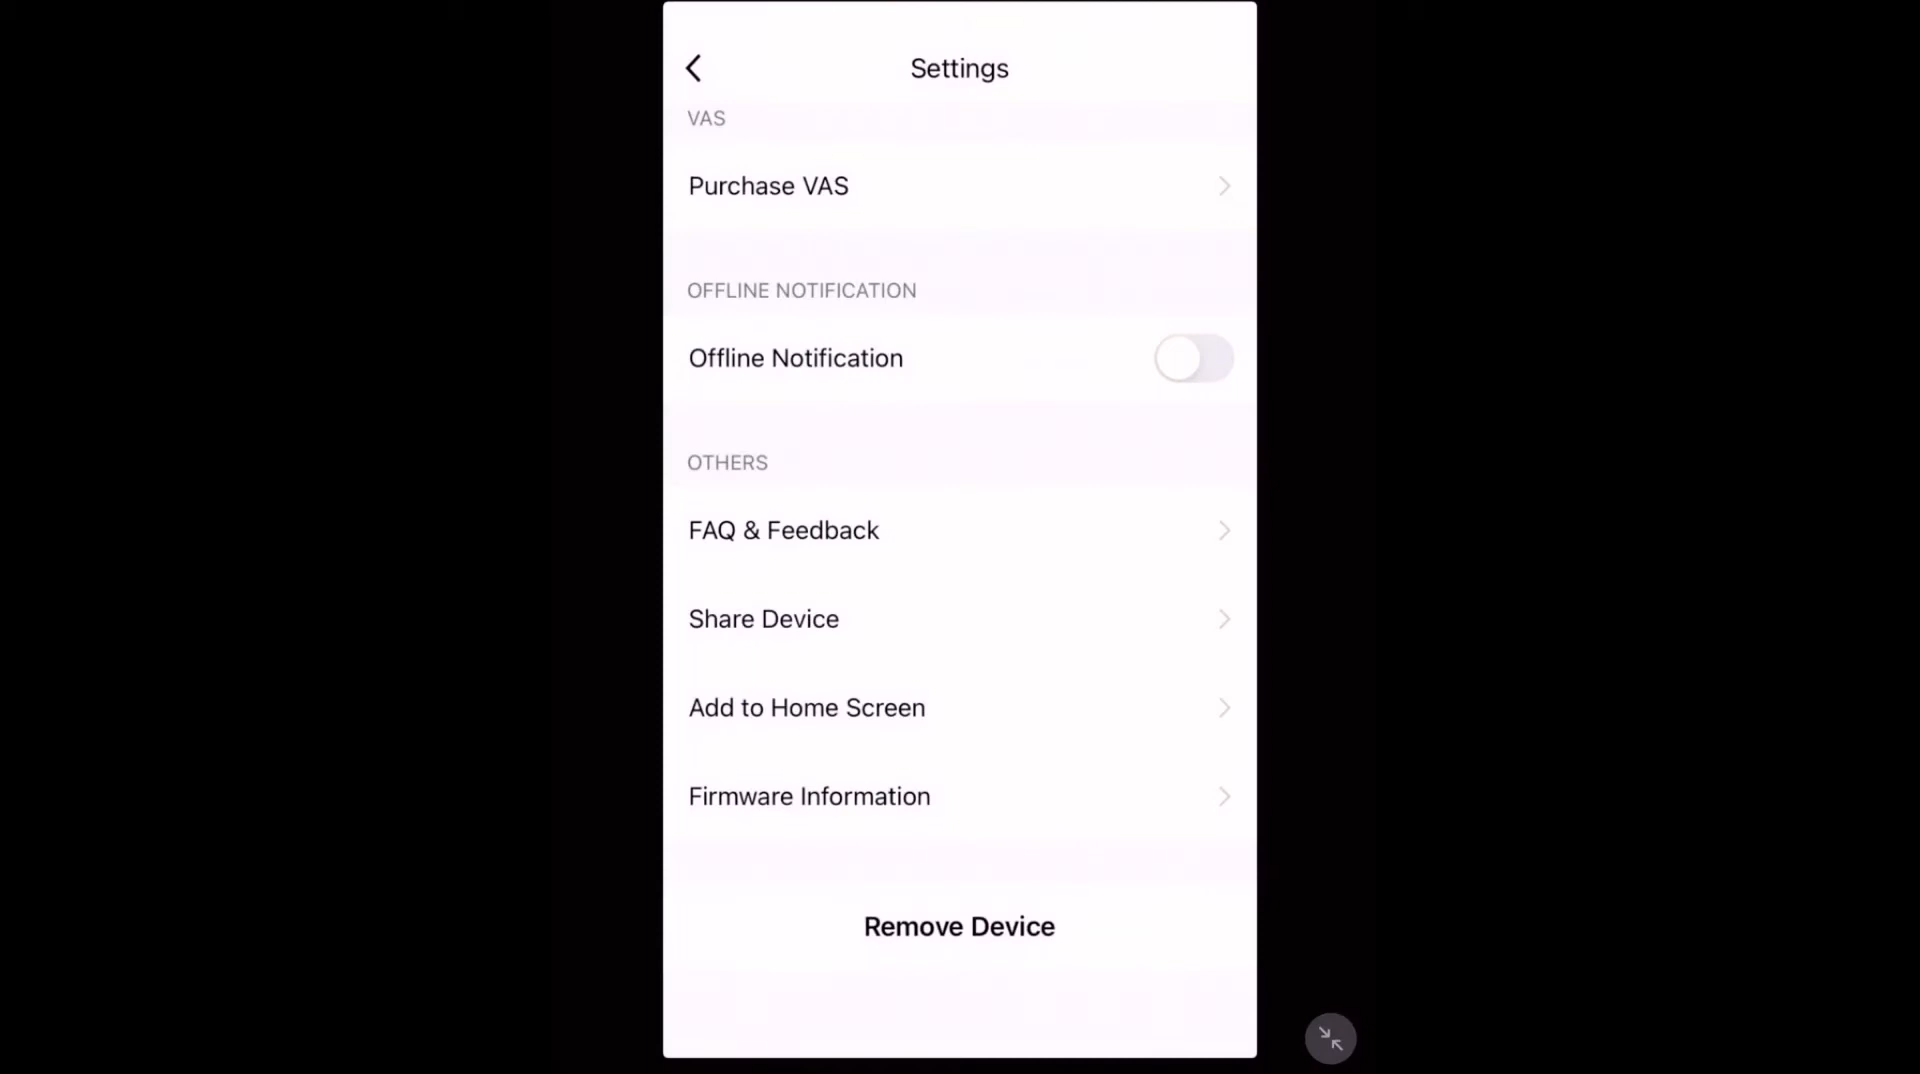 Settings
VAS
Purchase VAS
OFFLINE NOTIFICATION
Offline Notification
OTHERS
FAQ & Feedback
Share Device
Add to Home Screen
Firmware Information
Remove Device